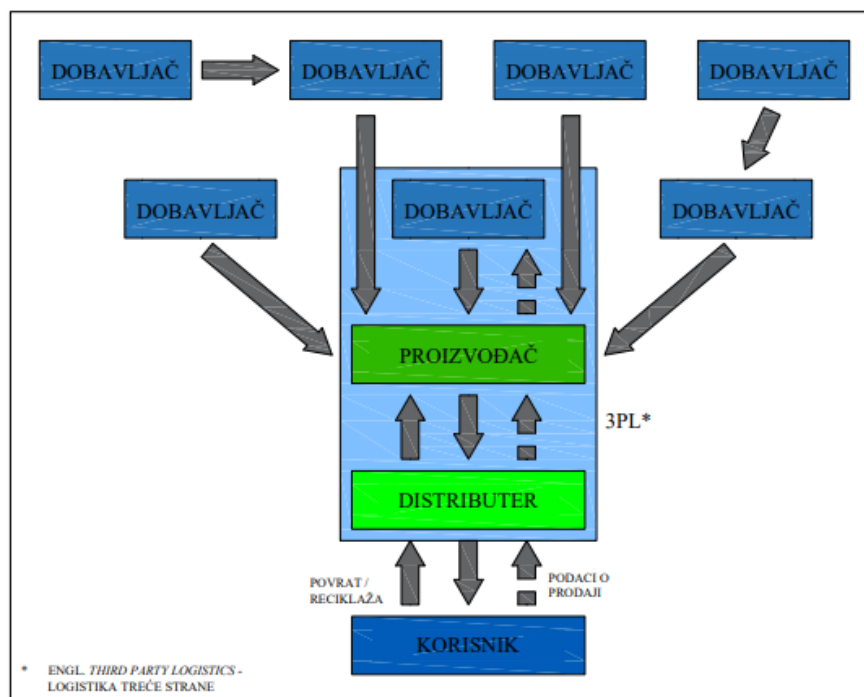 DOBAVLJAČ
DOBAVLJAČ
DOBAVLJAČ
DOBAVLJAČ
DOBAVLJAČ
DOBAVLJAČ
DOBAVLJAČ
PROIZVOĐAČ
3PL*
DISTRIBUTER
POVRAT /
RECIKLAŽA
PODACI O
PRODAJI
KORISNIK
* ENGL. THIRD PARTY LOGISTICS -
LOGISTIKA TREĆE STRANE